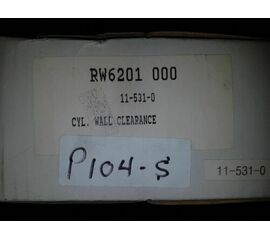 RW6201 000
11-531-0
CYL. WALL CLEARANCE
P104-S
11-531-0